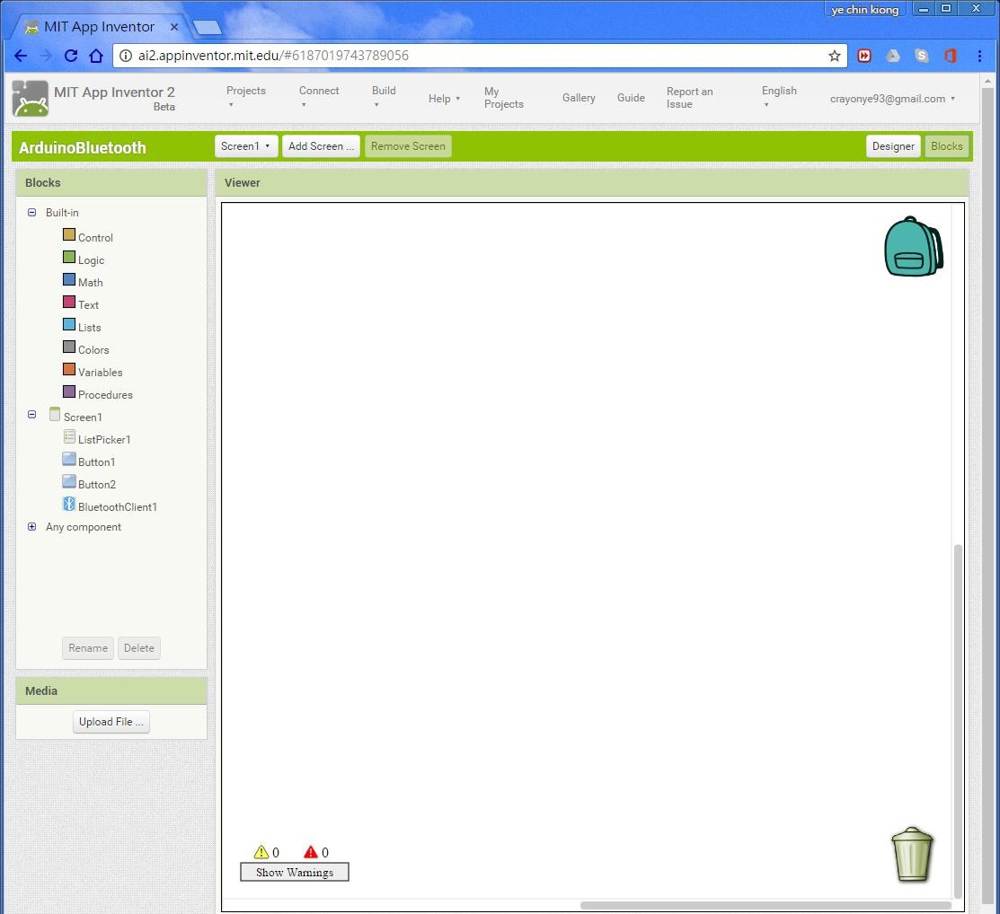 ye chin kiong
MIT App Inventor
ai2.appinventor.mit.edu/#6187019743789056
MIT App Inventor 2
Beta
Projects
Connect
Build
Help
My
Projects
Gallery
Guide
Report an
Issue
English
crayonye93@gmail.com
ArduinoBluetooth
Screen1
Add Screen ...
Remove Screen
Designer
Blocks
Blocks
Viewer
Built-in
Control
Logic
Math
Text
Lists
Colors
Variables
Procedures
Screen1
ListPicker1
Button1
Button2
BluetoothClient1
Any component
Rename
Delete
Media
Upload File ...
0
0
Show Warnings